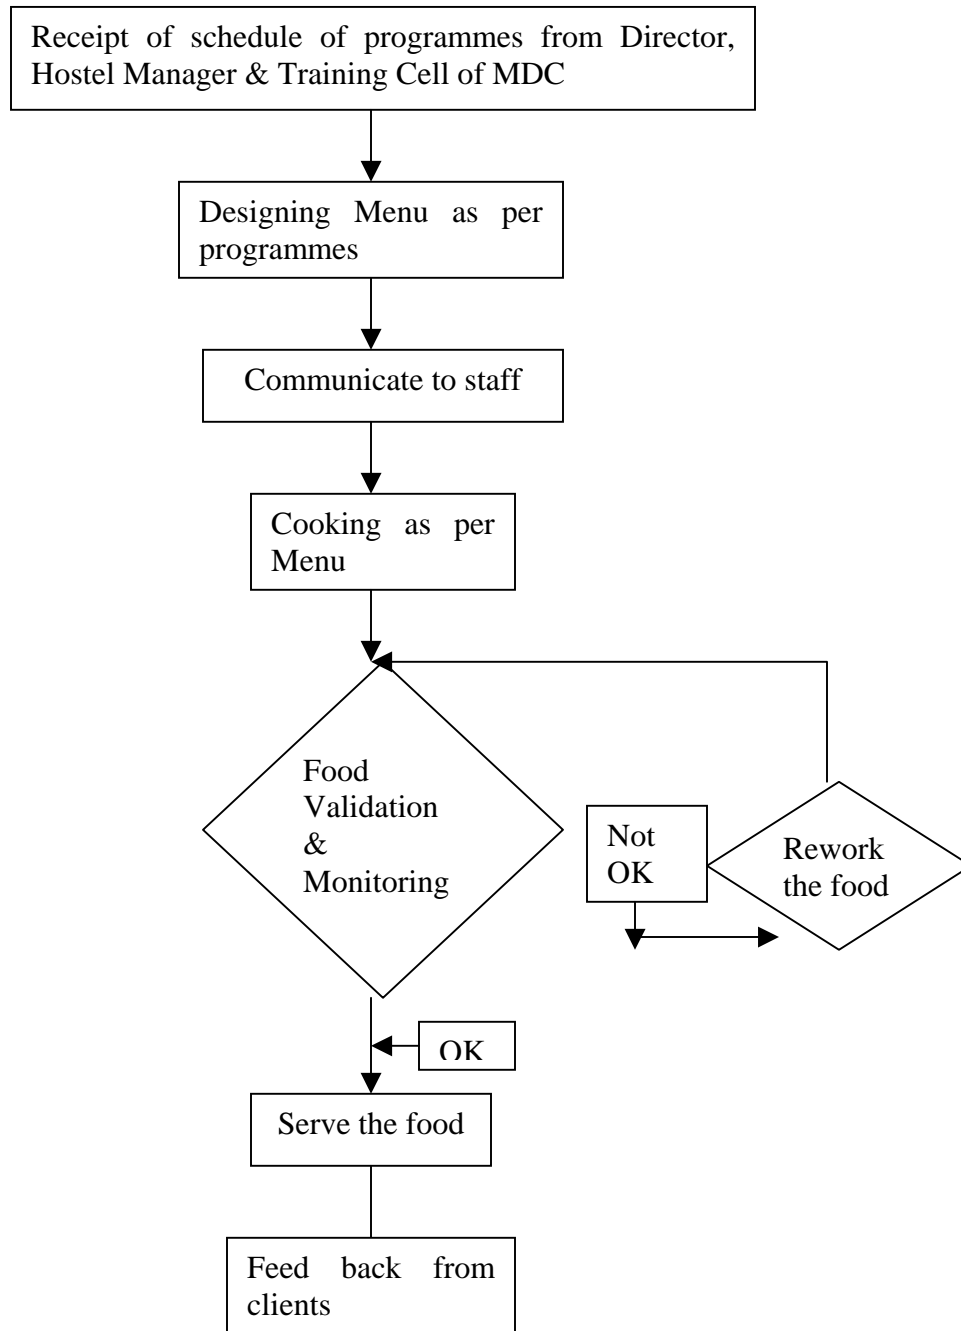 Receipt of schedule of programmes from Director,
Hostel Manager & Training Cell of MDC
Designing Menu as per
programmes
Communicate to staff
Cooking as per
Menu
Food
Validation
&
Monitoring
Not
OK
Rework
the food
OK
Serve the food
Feed back from
clients